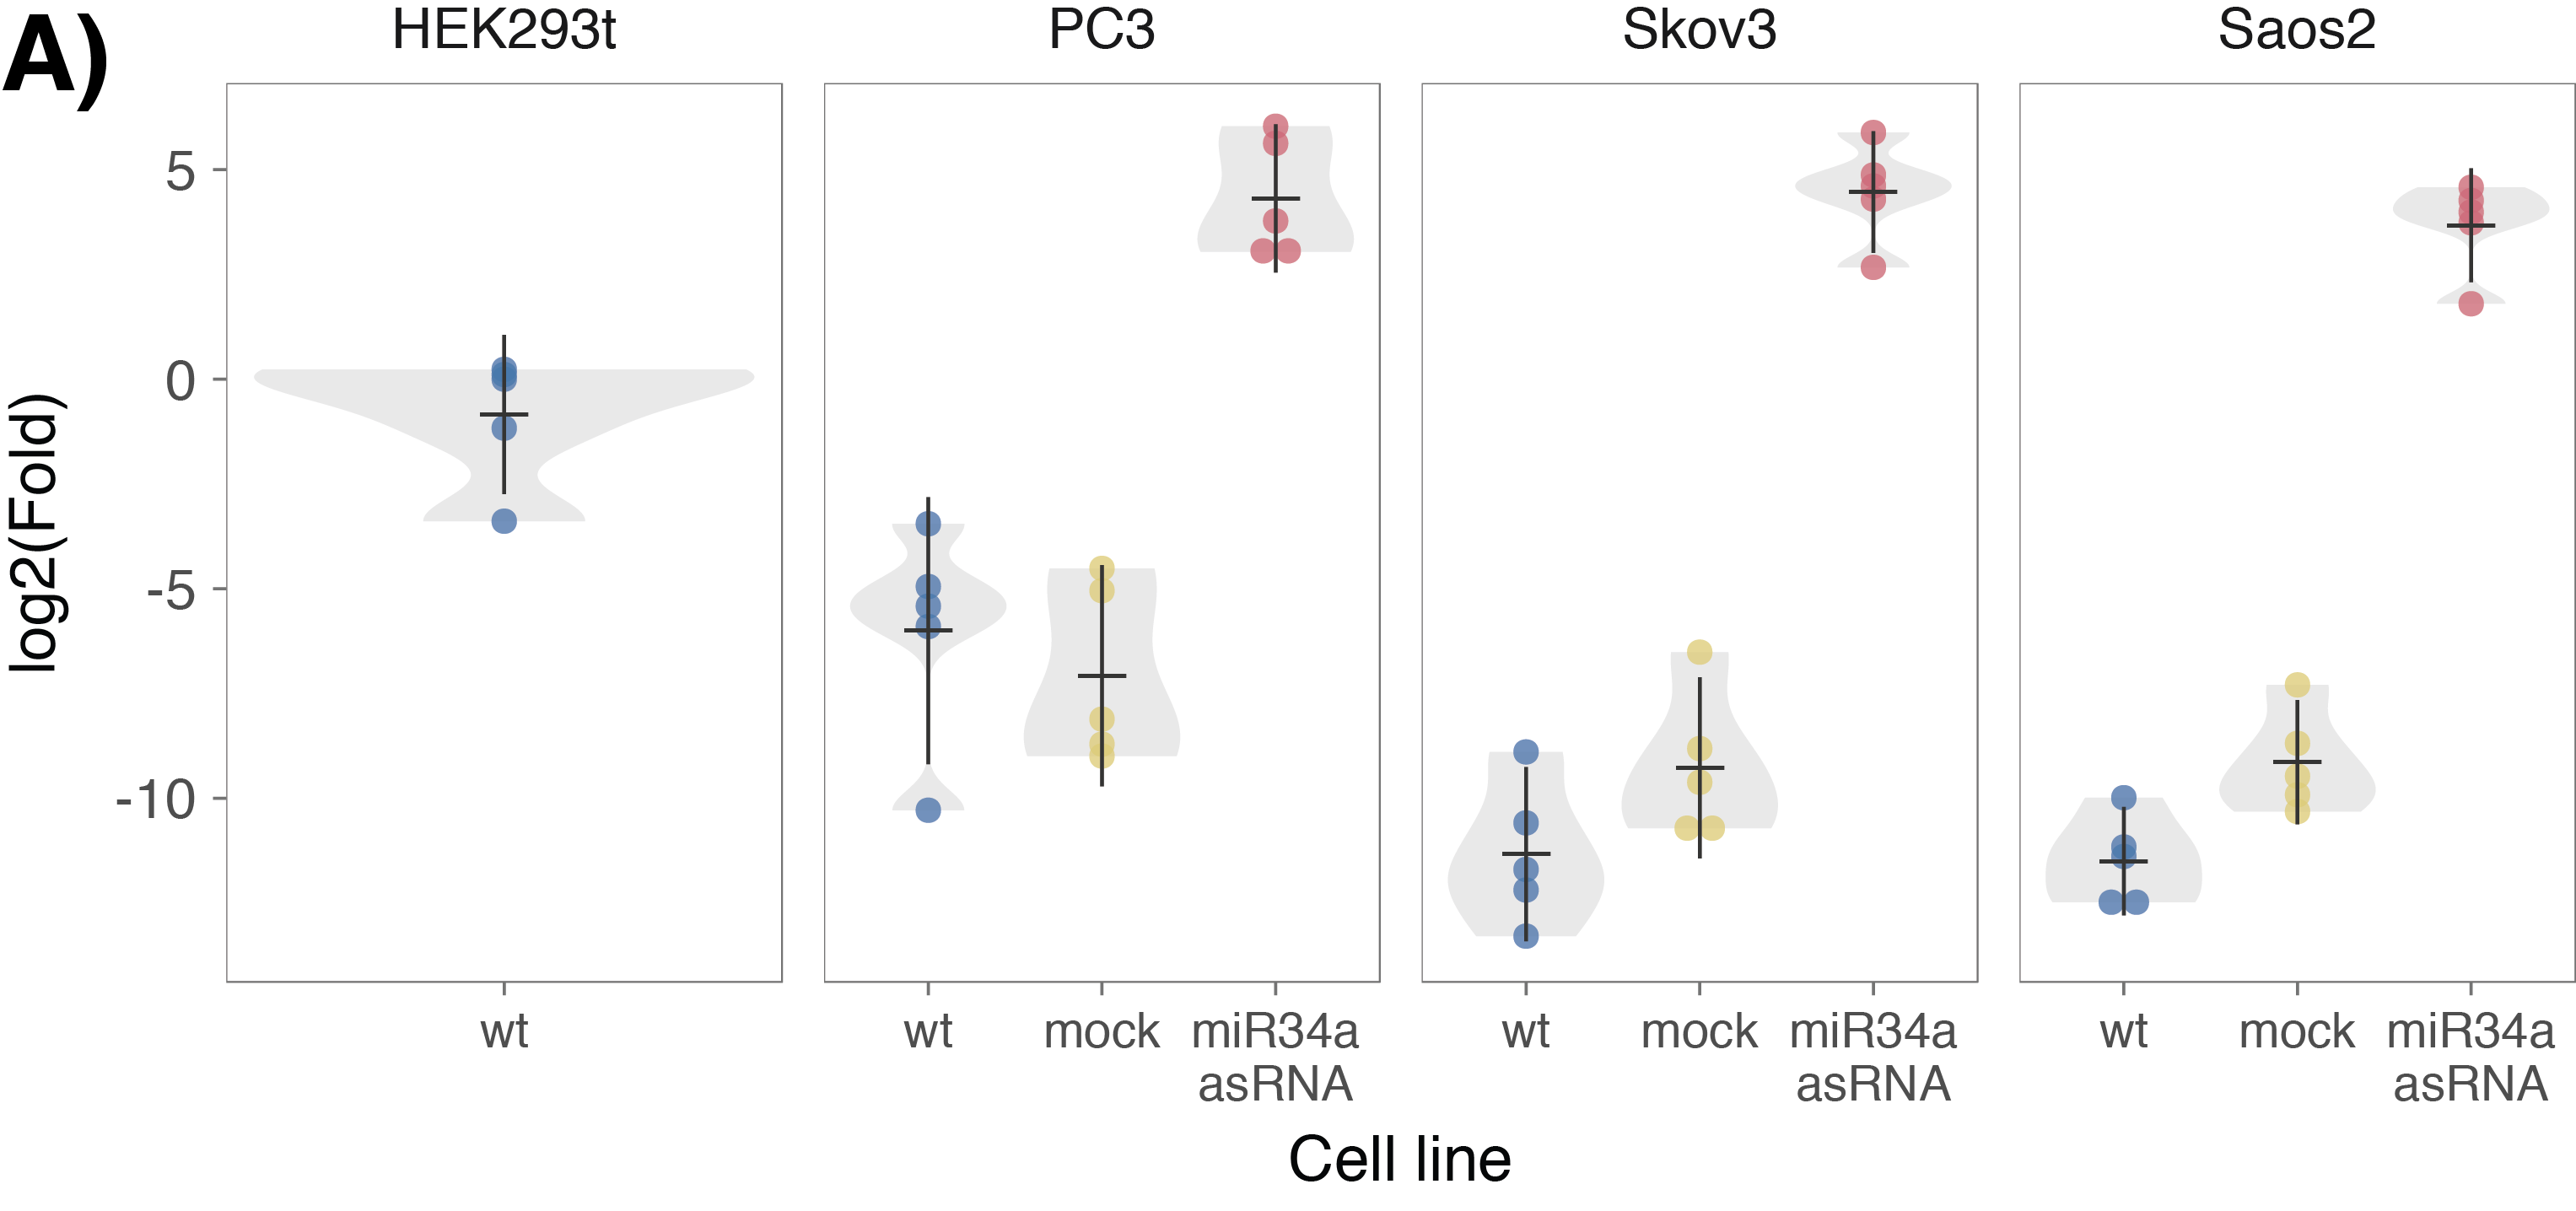 A)
HEK293t
PC3
Skov3
Saos2
log2(Fold)
5
0
-5
-10
wt
wt
mock
miR34a
asRNA
wt
mock
miR34a
asRNA
wt
mock
miR34a
asRNA
Cell line